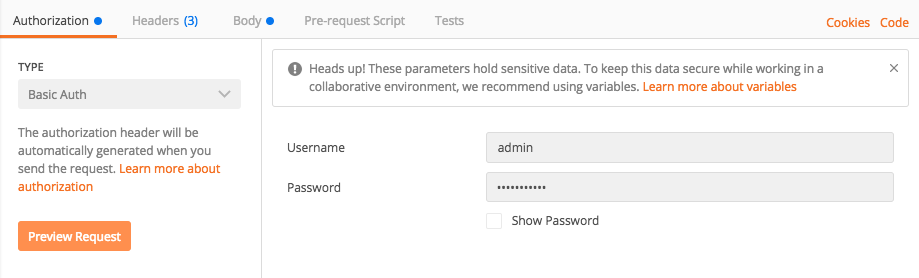 Authorization
Headers (3)
Body
Pre-request Script
Tests
Cookies
Code
TYPE
Basic Auth
The authorization header will be
automatically generated when you
send the request. Learn more about
authorization
Preview Request
Heads up! These parameters hold sensitive data. To keep this data secure while working in a
collaborative environment, we recommend using variables. Learn more about variables
Username
admin
Password
•••••••••••
Show Password